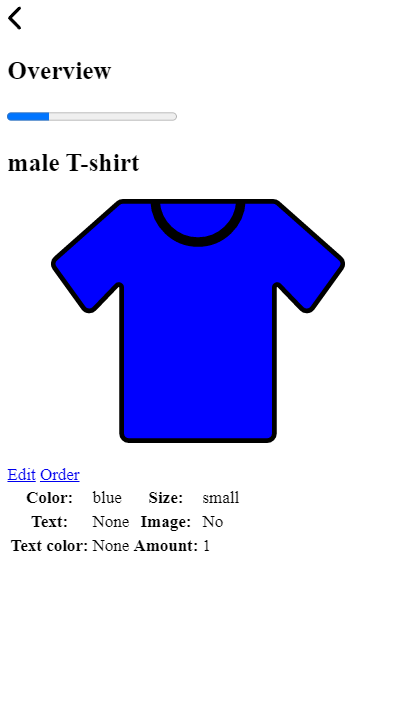 Overview
male T-shirt
Edit Order
Color: blue Size: small
Text: None Image: No
Text color: None Amount: 1